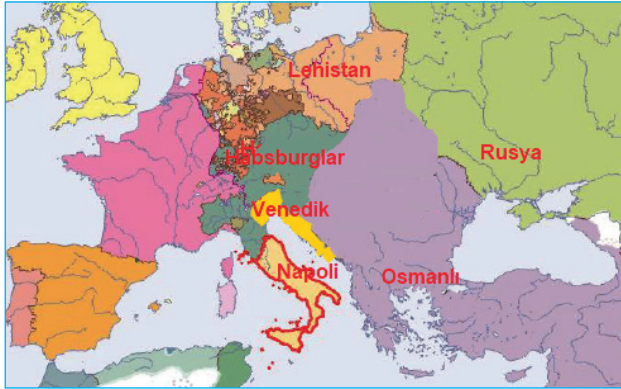 Lehistan
Habsburglar
Rusya
Venedik
Napoli
Osmanlı